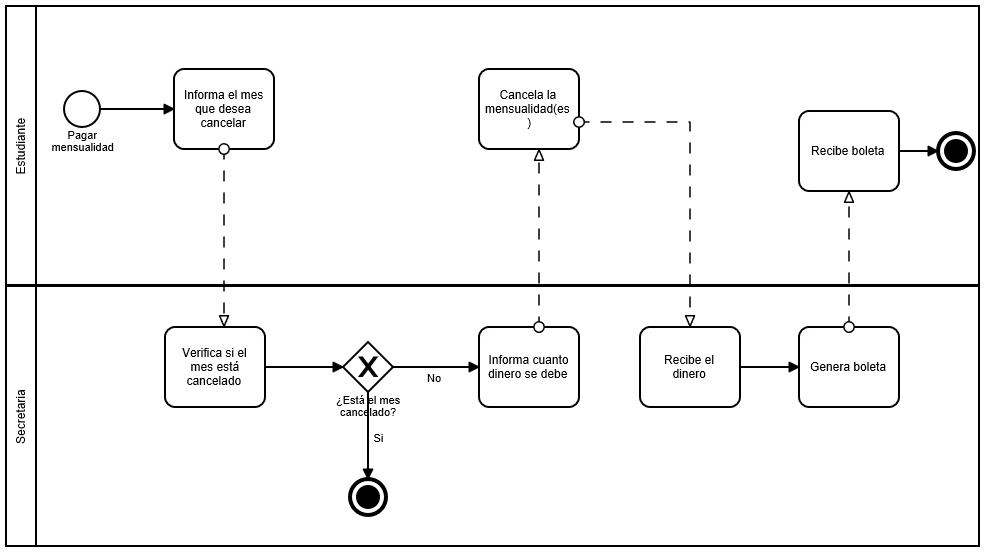 Estudiante
Pagar
mensualidad
Informa el mes
que desea
cancelar
Cancela la
mensualidad(es
)
Recibe boleta
Secretaria
Verifica si el
mes está
cancelado
¿Está el mes
cancelado?
No
Si
Informa cuanto
dinero se debe
Recibe el
dinero
Genera boleta